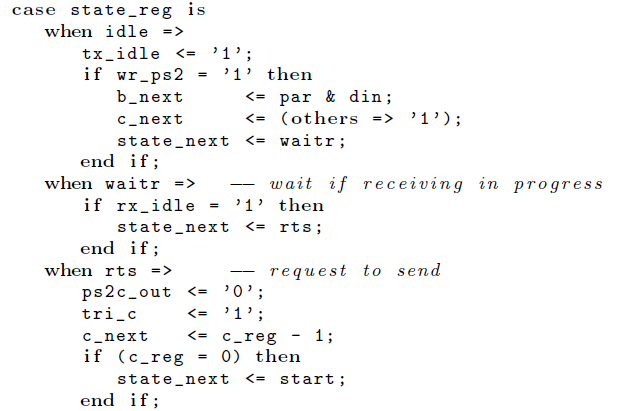 case state_reg is
   when idle =>
      tx_idle <= '1';
      if wr_ps2 = '1' then
         b_next     <= par & din;
         c_next     <= (others => '1');
         state_next <= waitr;
      end if;
   when waitr =>   -- wait if receiving in progress
      if rx_idle = '1' then
         state_next <= rts;
      end if;
   when rts =>     -- request to send
      ps2c_out <= '0';
      tri_c    <= '1';
      c_next   <= c_reg - 1;
      if (c_reg = 0) then
         state_next <= start;
      end if;